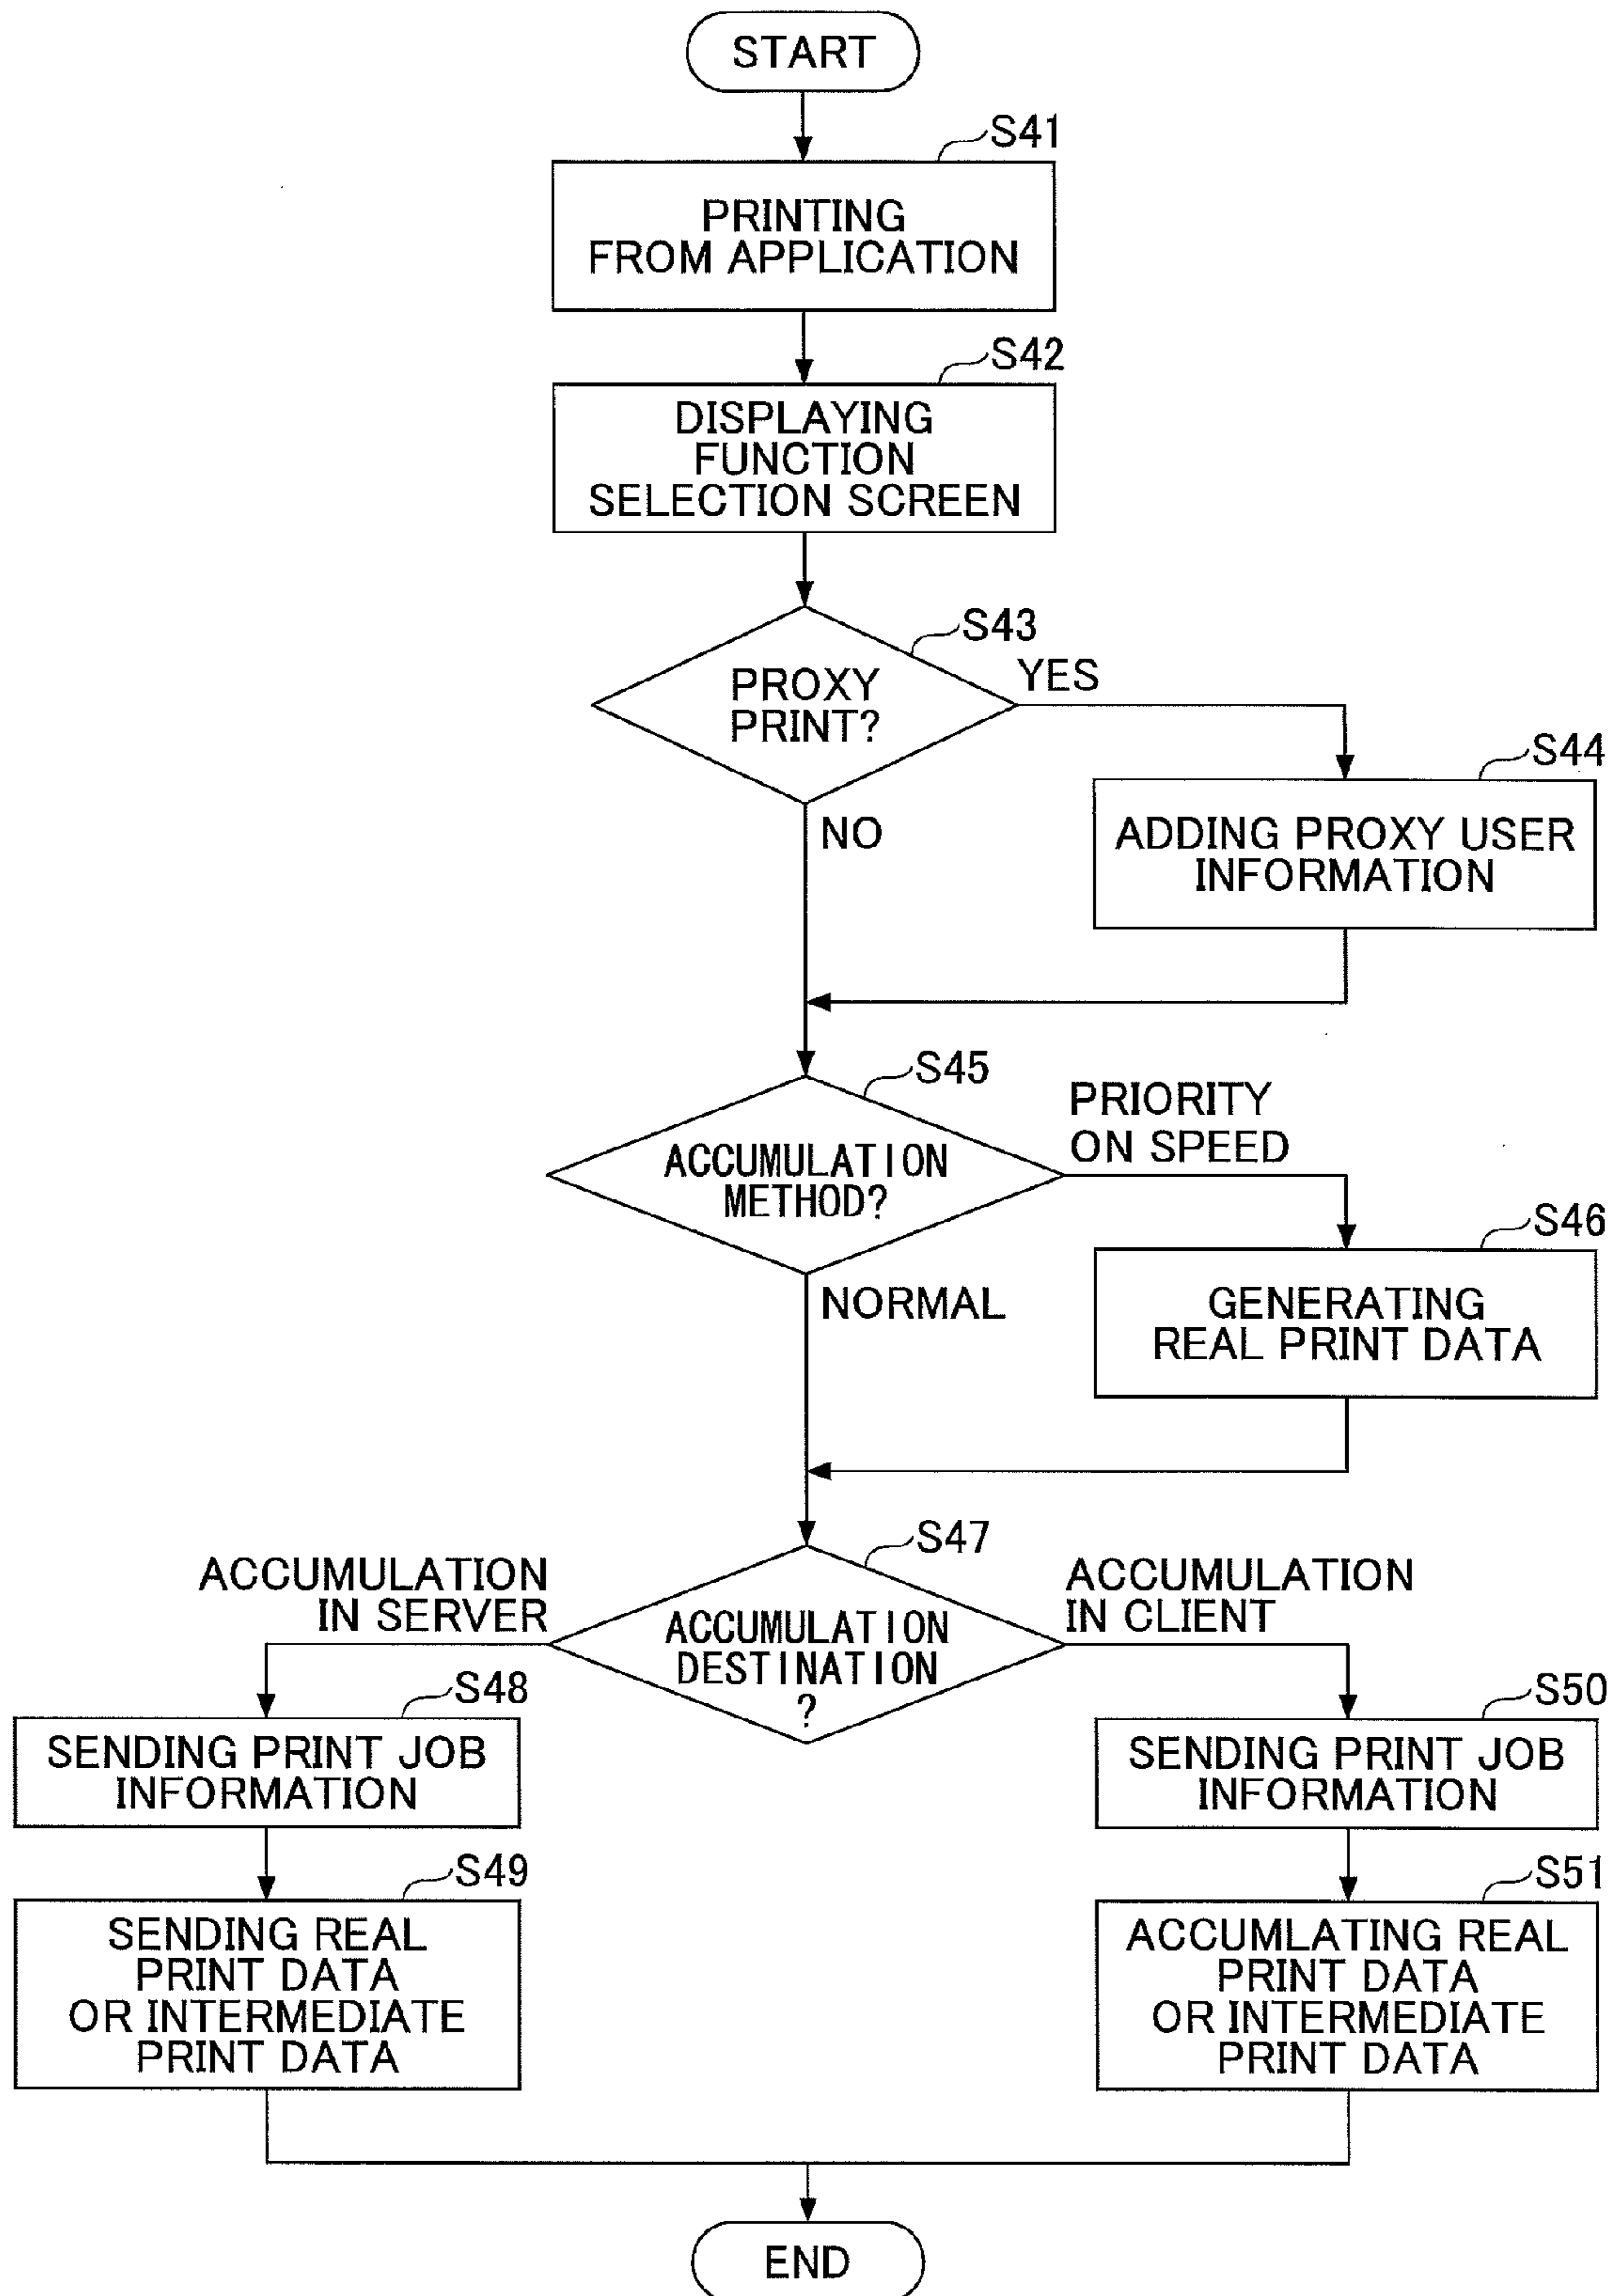 START
S41
PRINTING
FROM APPLICATION
S42
DISPLAYING
FUNCTION
SELECTION SCREEN
S43
PROXY
PRINT?
YES
NO
S44
ADDING PROXY USER
INFORMATION
S45
ACCUMULATION
METHOD?
PRIORITY
ON SPEED
NORMAL
S46
GENERATING
REAL PRINT DATA
S47
ACCUMULATION
DESTINATION
?
ACCUMULATION
IN SERVER
ACCUMULATION
IN CLIENT
S48
SENDING PRINT JOB
INFORMATION
S49
SENDING REAL
PRINT DATA
OR INTERMEDIATE
PRINT DATA
S50
SENDING PRINT JOB
INFORMATION
S51
ACCUMLATING REAL
PRINT DATA
OR INTERMEDIATE
PRINT DATA
END